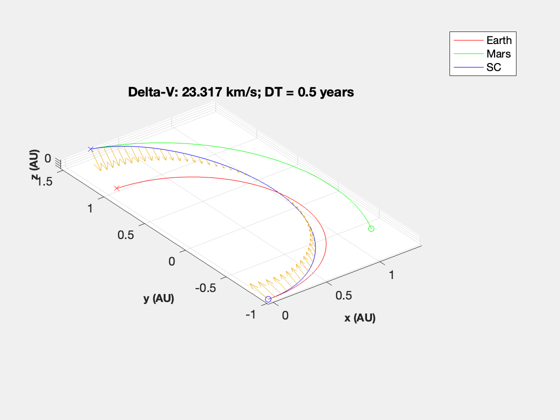 Earth
Mars
SC
Delta-V: 23.317 km/s; DT = 0.5 years
z (AU)
0
1.5
1
0.5
0
-0.5
-1
y (AU)
0
0.5
1
x (AU)